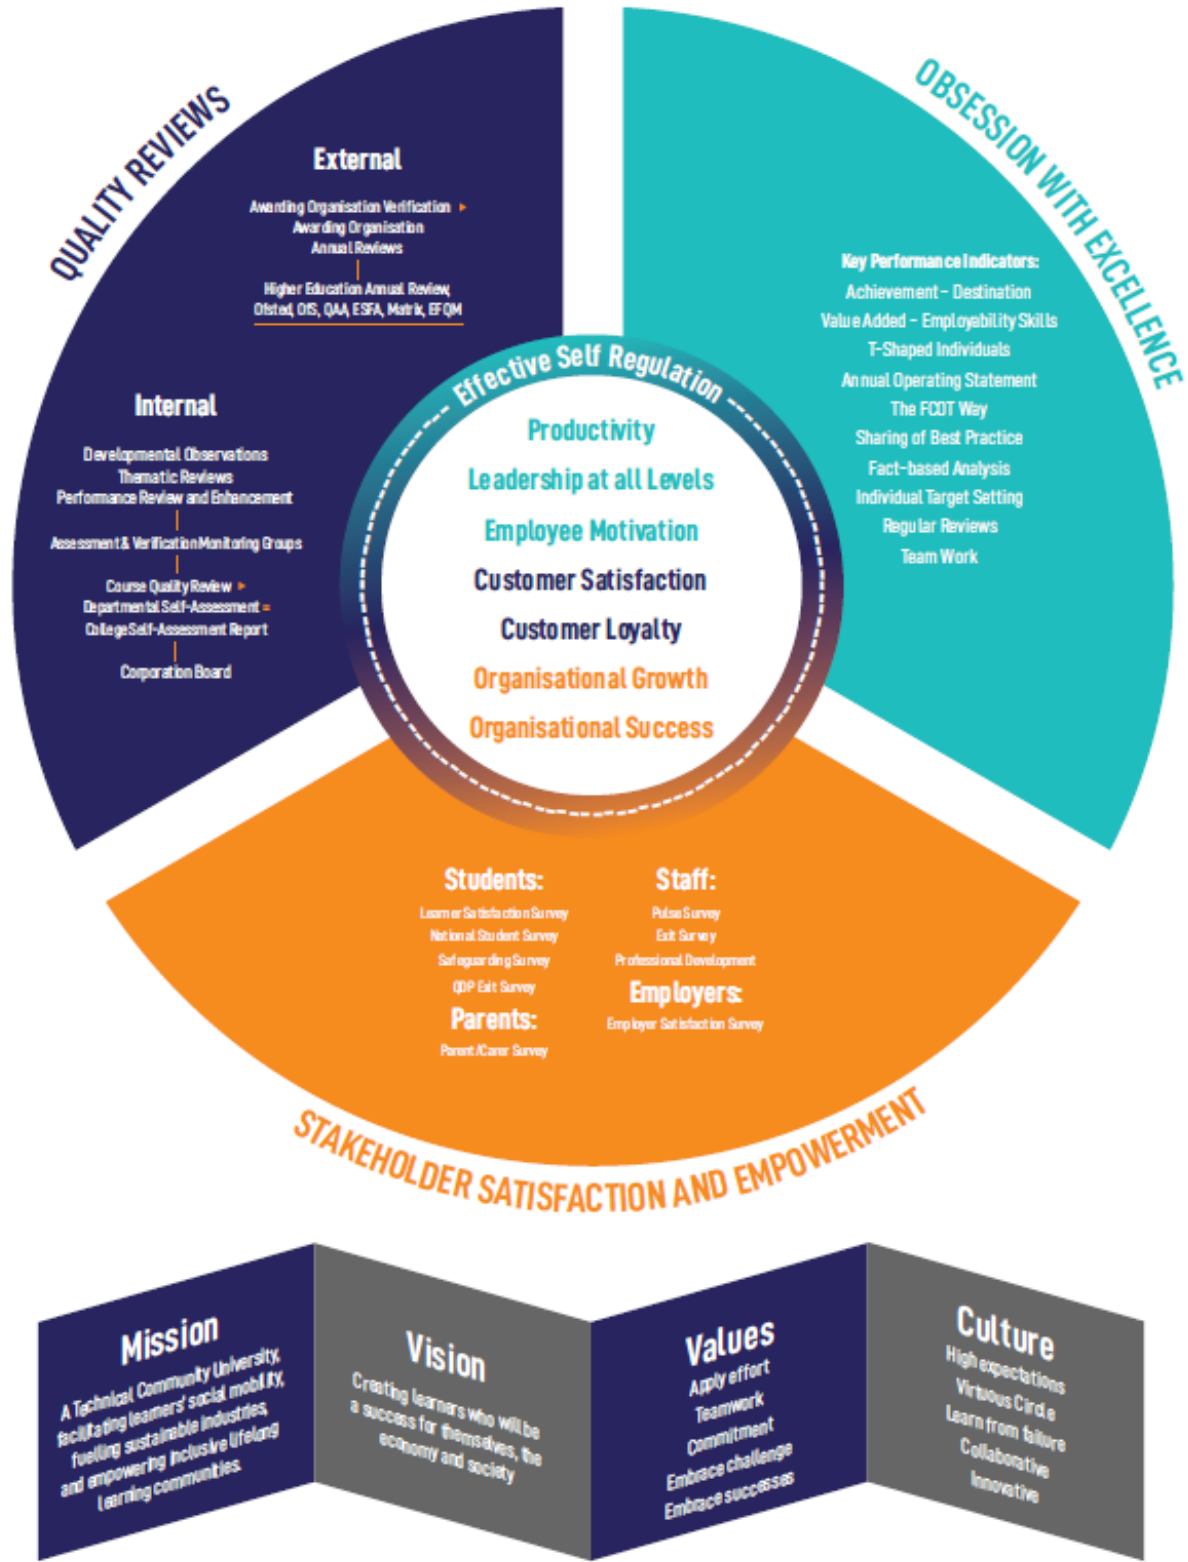 QUALITY REVIEWS
External
Awarding Organisation Verification ▸
Awarding Organisation
Annual Reviews
Higher Education Annual Review,
Ofsted, OfS, QAA, ESFA, Matrix, EFQM
Internal
Developmental Observations
Thematic Reviews
Performance Review and Enhancement
Assessment & Verification Monitoring Groups
Course Quality Review ▸
Departmental Self-Assessment =
College Self-Assessment Report
Corporation Board
OBSESSION WITH EXCELLENCE
Key Performance Indicators:
Achievement - Destination
Value Added - Employability Skills
T-Shaped Individuals
Annual Operating Statement
The FCOT Way
Sharing of Best Practice
Fact-based Analysis
Individual Target Setting
Regular Reviews
Team Work
Effective Self Regulation
Productivity
Leadership at all Levels
Employee Motivation
Customer Satisfaction
Customer Loyalty
Organisational Growth
Organisational Success
Students:
Learner Satisfaction Survey
National Student Survey
Safeguarding Survey
QDP Exit Survey
Parents:
Parent/Carer Survey
Staff:
Pulse Survey
Exit Survey
Professional Development
Employers:
Employer Satisfaction Survey
STAKEHOLDER SATISFACTION AND EMPOWERMENT
Mission
A Technical Community University,
facilitating learners' social mobility,
fuelling sustainable industries,
and empowering inclusive lifelong
learning communities.
Vision
Creating learners who will be
a success for themselves, the
economy and society
Values
Apply effort
Teamwork
Commitment
Embrace challenge
Embrace successes
Culture
High expectations
Virtuous Circle
Learn from failure
Collaborative
Innovative